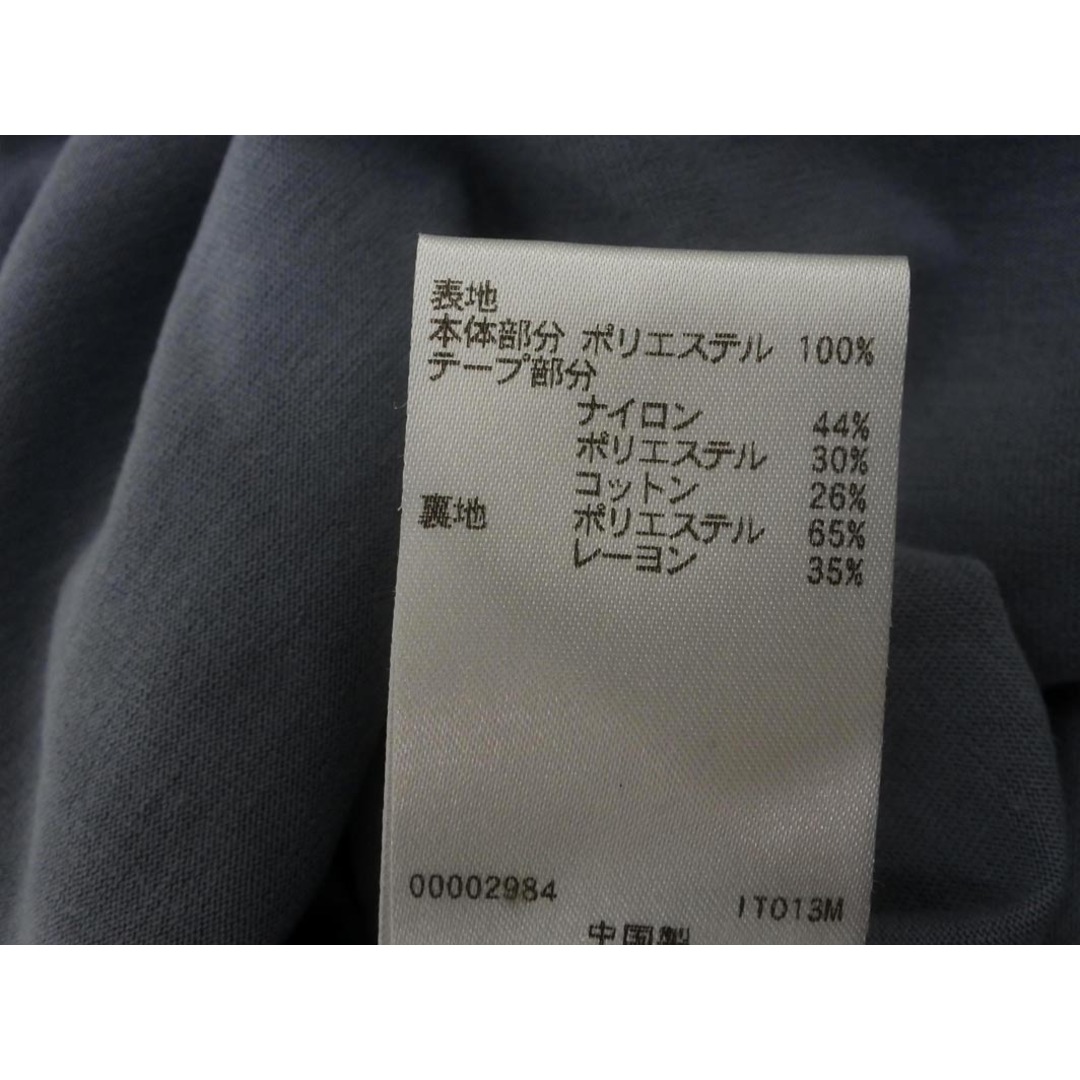 表地
本体部分 ポリエステル 100%
テープ部分
ナイロン 44%
ポリエステル 30%
コットン 26%
裏地 ポリエステル 65%
レーヨン 35%
00002984 IT013M
中国製